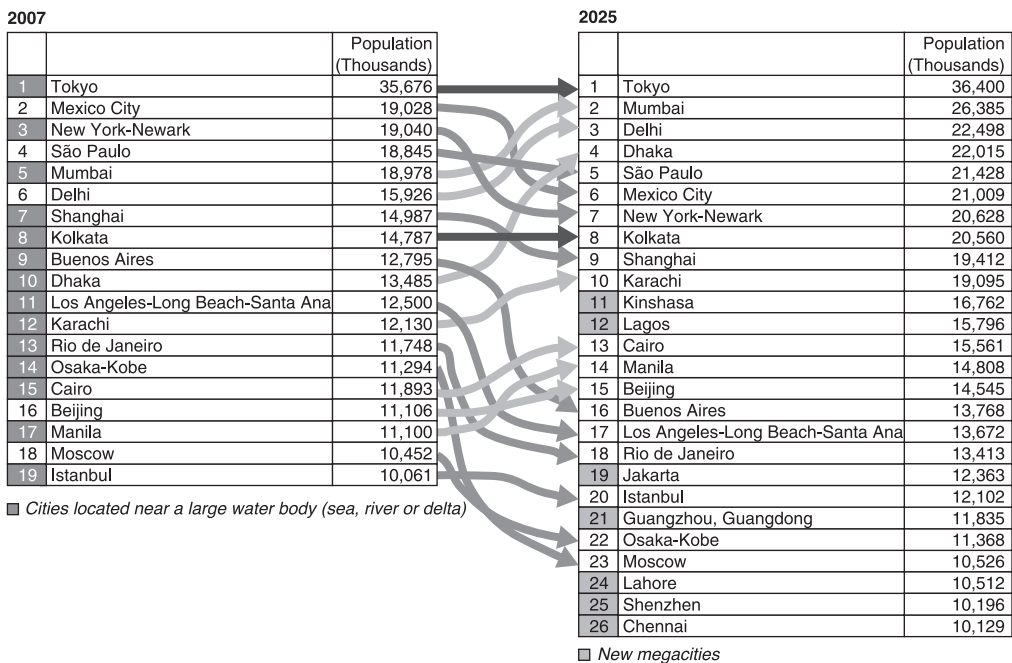 2007
Population
(Thousands)
1 Tokyo 35,676
2 Mexico City 19,028
3 New York-Newark 19,040
4 São Paulo 18,845
5 Mumbai 18,978
6 Delhi 15,926
7 Shanghai 14,987
8 Kolkata 14,787
9 Buenos Aires 12,795
10 Dhaka 13,485
11 Los Angeles-Long Beach-Santa Ana 12,500
12 Karachi 12,130
13 Rio de Janeiro 11,748
14 Osaka-Kobe 11,294
15 Cairo 11,893
16 Beijing 11,106
17 Manila 11,100
18 Moscow 10,452
19 Istanbul 10,061
Cities located near a large water body (sea, river or delta)
2025
Population
(Thousands)
1 Tokyo 36,400
2 Mumbai 26,385
3 Delhi 22,498
4 Dhaka 22,015
5 São Paulo 21,428
6 Mexico City 21,009
7 New York-Newark 20,628
8 Kolkata 20,560
9 Shanghai 19,412
10 Karachi 19,095
11 Kinshasa 16,762
12 Lagos 15,796
13 Cairo 15,561
14 Manila 14,808
15 Beijing 14,545
16 Buenos Aires 13,768
17 Los Angeles-Long Beach-Santa Ana 13,672
18 Rio de Janeiro 13,413
19 Jakarta 12,363
20 Istanbul 12,102
21 Guangzhou, Guangdong 11,835
22 Osaka-Kobe 11,368
23 Moscow 10,526
24 Lahore 10,512
25 Shenzhen 10,196
26 Chennai 10,129
New megacities